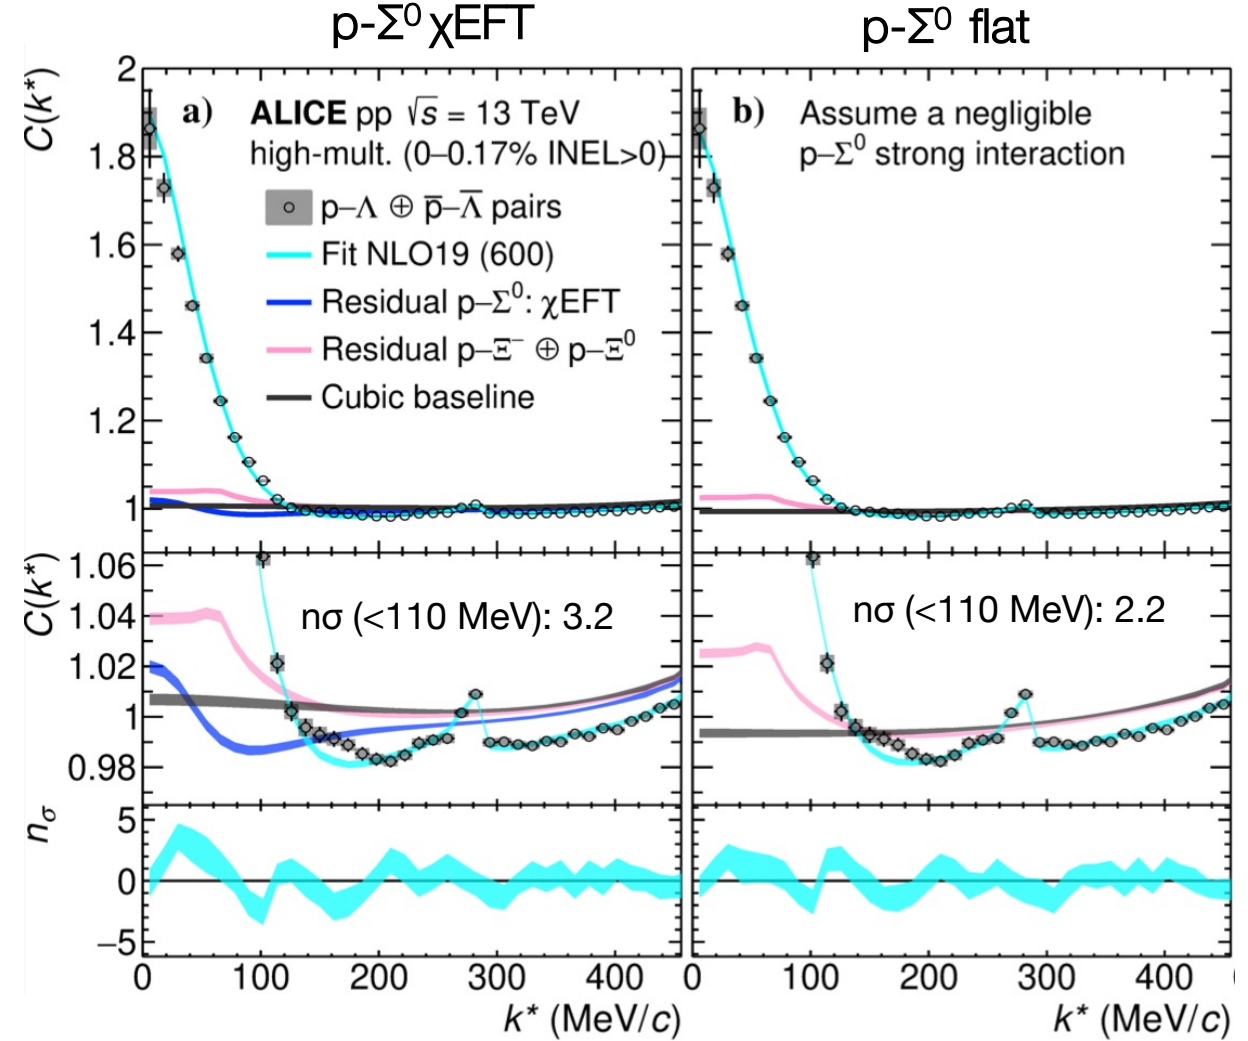 p-Σ⁰ χEFT
p-Σ⁰ flat
C(k*)
2
1.8
1.6
1.4
1.2
1
a)
ALICE pp √s = 13 TeV
high-mult. (0–0.17% INEL>0)
p–Λ ⊕ p̅–Λ̅ pairs
Fit NLO19 (600)
Residual p–Σ⁰: χEFT
Residual p–Ξ⁻ ⊕ p–Ξ⁰
Cubic baseline
b)
Assume a negligible
p–Σ⁰ strong interaction
C(k*)
1.06
1.04
1.02
1
0.98
nσ (<110 MeV): 3.2
nσ (<110 MeV): 2.2
nσ
5
0
−5
0 100 200 300 400
k* (MeV/c)
0 100 200 300 400
k* (MeV/c)